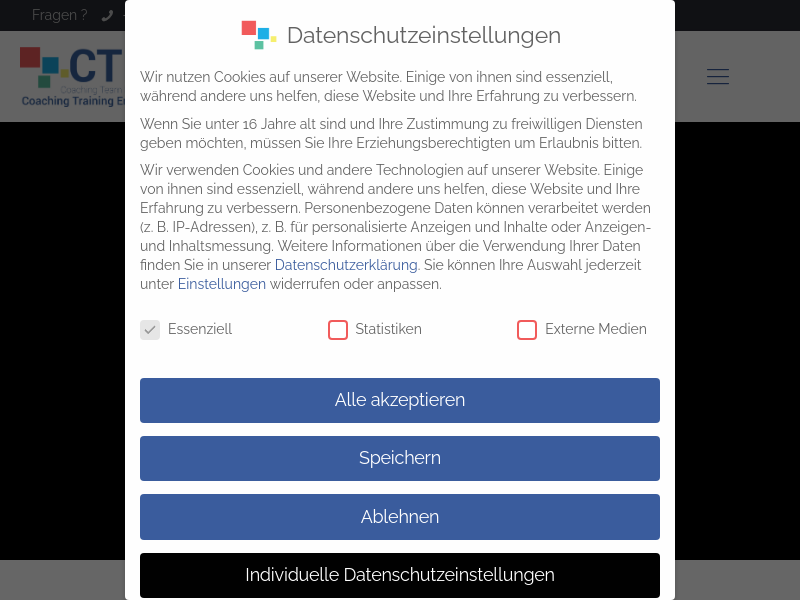 Fragen ?
CT
Coaching Team
Coaching Training
Datenschutzeinstellungen
Wir nutzen Cookies auf unserer Website. Einige von ihnen sind essenziell,
während andere uns helfen, diese Website und Ihre Erfahrung zu verbessern.
Wenn Sie unter 16 Jahre alt sind und Ihre Zustimmung zu freiwilligen Diensten
geben möchten, müssen Sie Ihre Erziehungsberechtigten um Erlaubnis bitten.
Wir verwenden Cookies und andere Technologien auf unserer Website. Einige
von ihnen sind essenziell, während andere uns helfen, diese Website und Ihre
Erfahrung zu verbessern. Personenbezogene Daten können verarbeitet werden
(z. B. IP-Adressen), z. B. für personalisierte Anzeigen und Inhalte oder Anzeigen-
und Inhaltsmessung. Weitere Informationen über die Verwendung Ihrer Daten
finden Sie in unserer Datenschutzerklärung. Sie können Ihre Auswahl jederzeit
unter Einstellungen widerrufen oder anpassen.
Essenziell
Statistiken
Externe Medien
Alle akzeptieren
Speichern
Ablehnen
Individuelle Datenschutzeinstellungen